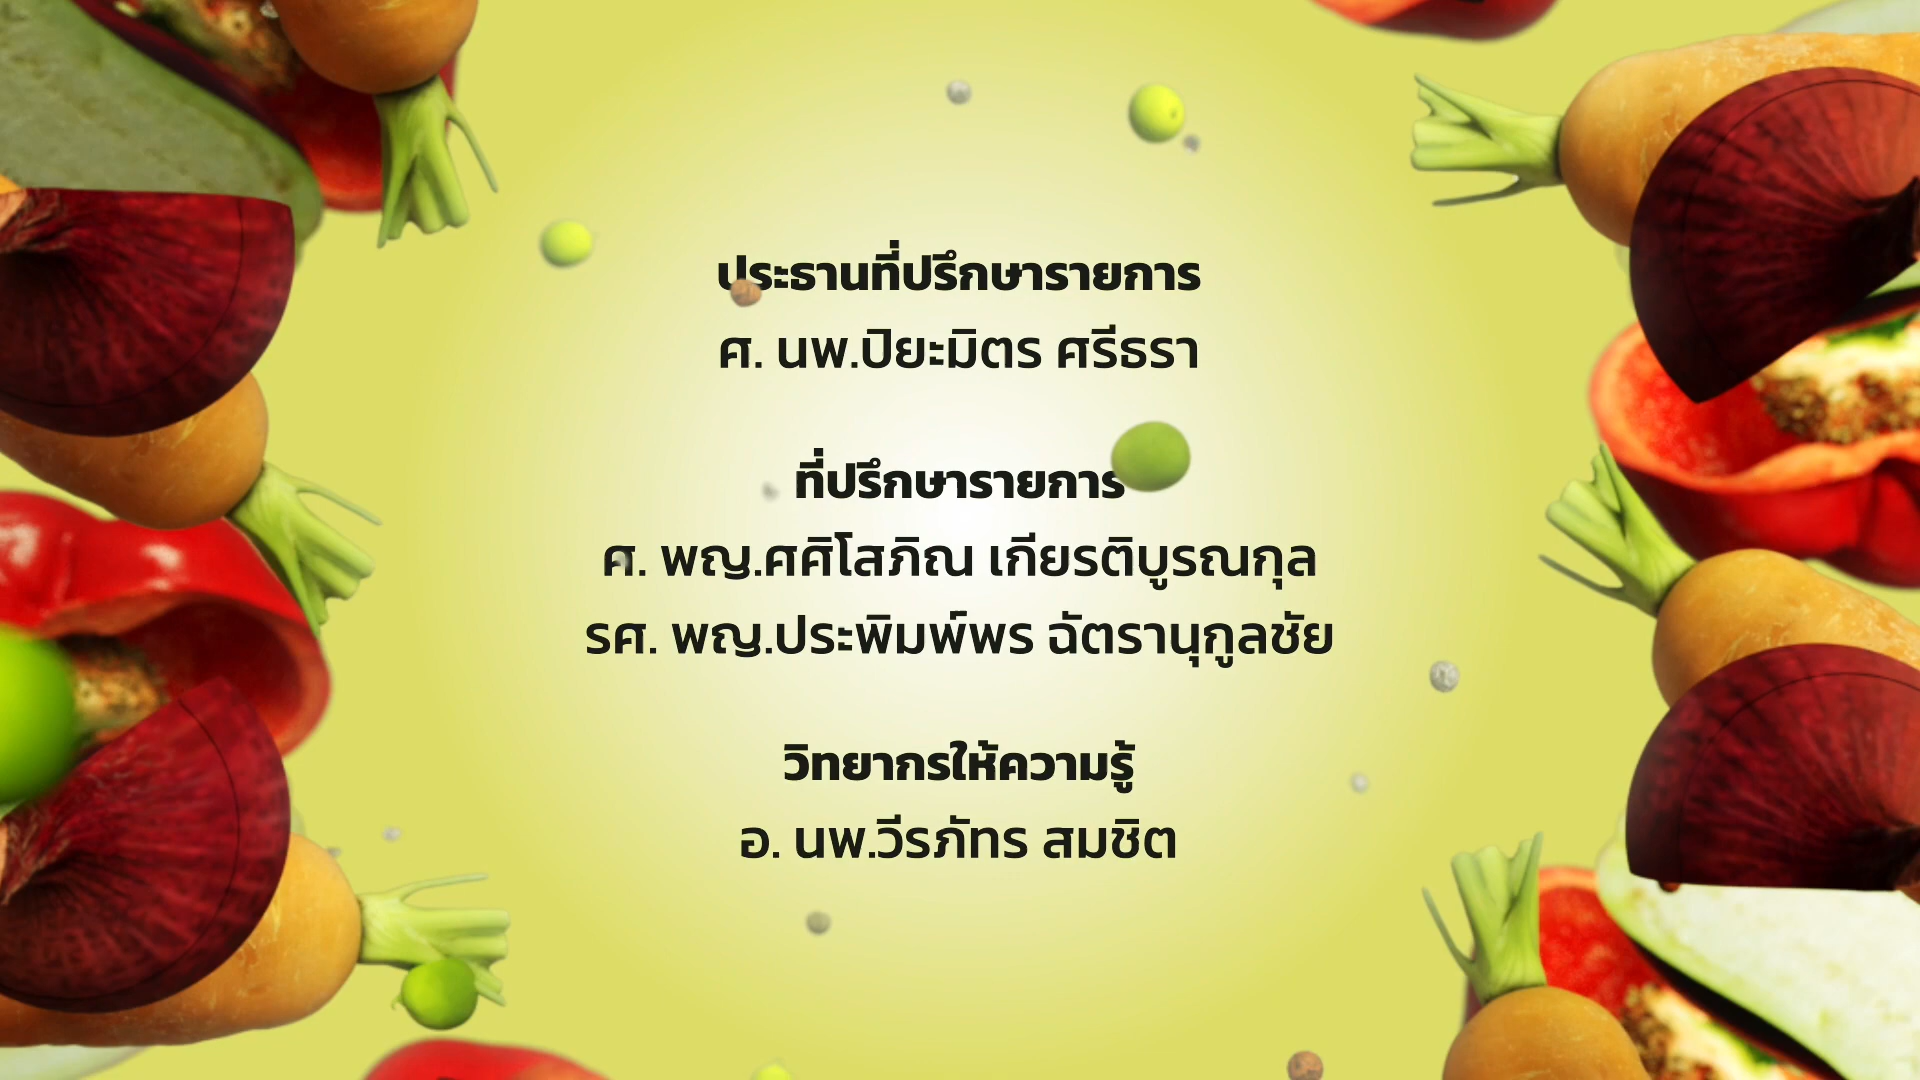 ประธานที่ปรึกษารายการ
ศ. นพ.ปิยะมิตร ศรีธรา
ที่ปรึกษารายการ
ศ. พญ.ศศิโสภิณ เกียรติบูรณกุล
รศ. พญ.ประพิมพ์พร ฉัตรานุกูลชัย
วิทยากรให้ความรู้
อ. นพ.วีรภัทร สมชิต